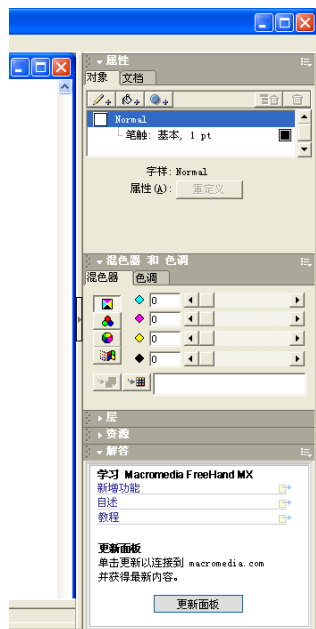 属性
对象 文档
Normal
笔触: 基本, 1 pt
字样: Normal
属性(A): 重定义
混色器 和 色调
混色器 色调
0
0
0
0
层
资源
解答
学习 Macromedia FreeHand MX
新增功能
自述
教程
更新面板
单击更新以连接到 macromedia.com
并获得最新内容。
更新面板